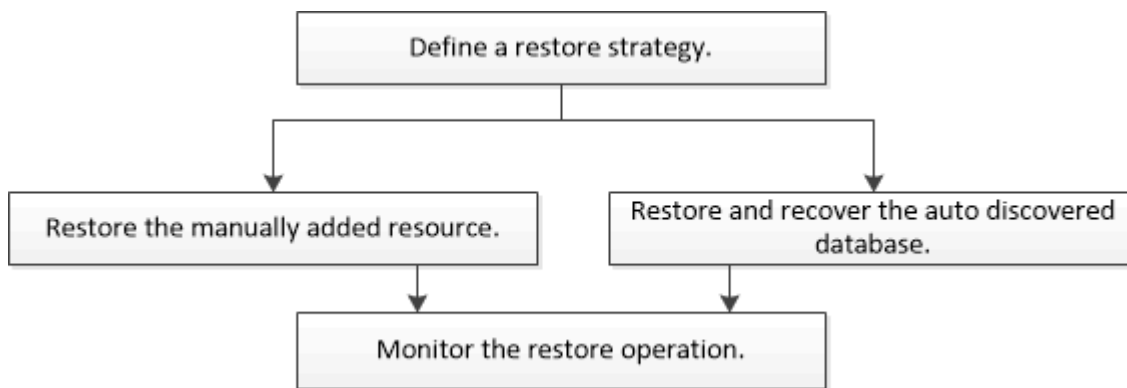 Define a restore strategy.
Restore the manually added resource.
Restore and recover the auto discovered
database.
Monitor the restore operation.